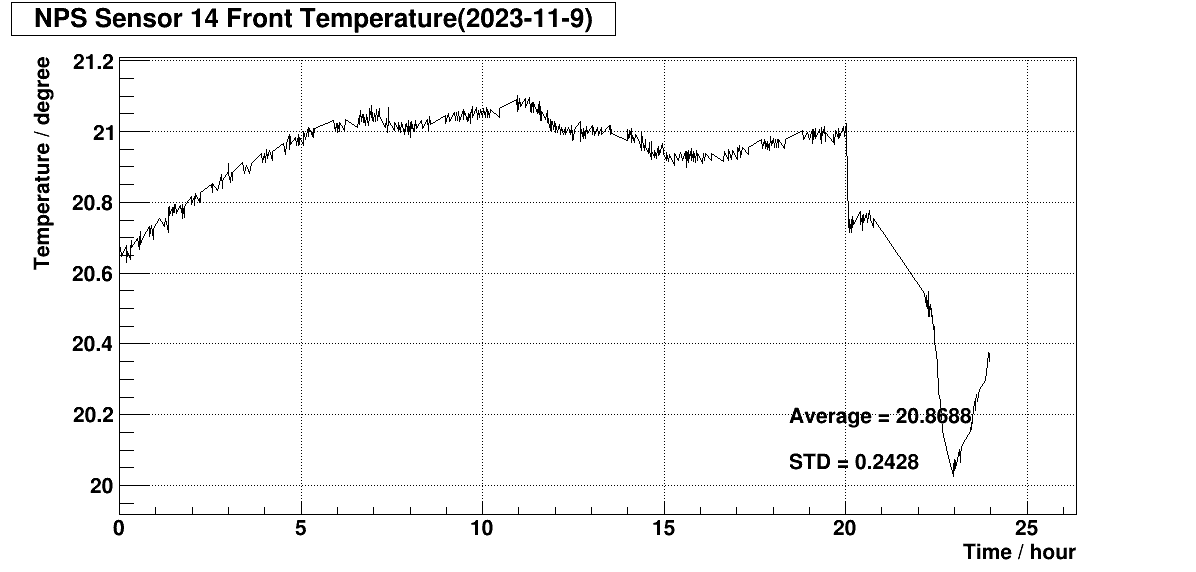 NPS Sensor 14 Front Temperature(2023-11-9)
Temperature / degree
21.2
21
20.8
20.6
20.4
20.2
20
Average = 20.8688
STD = 0.2428
0 5 10 15 20 25
Time / hour